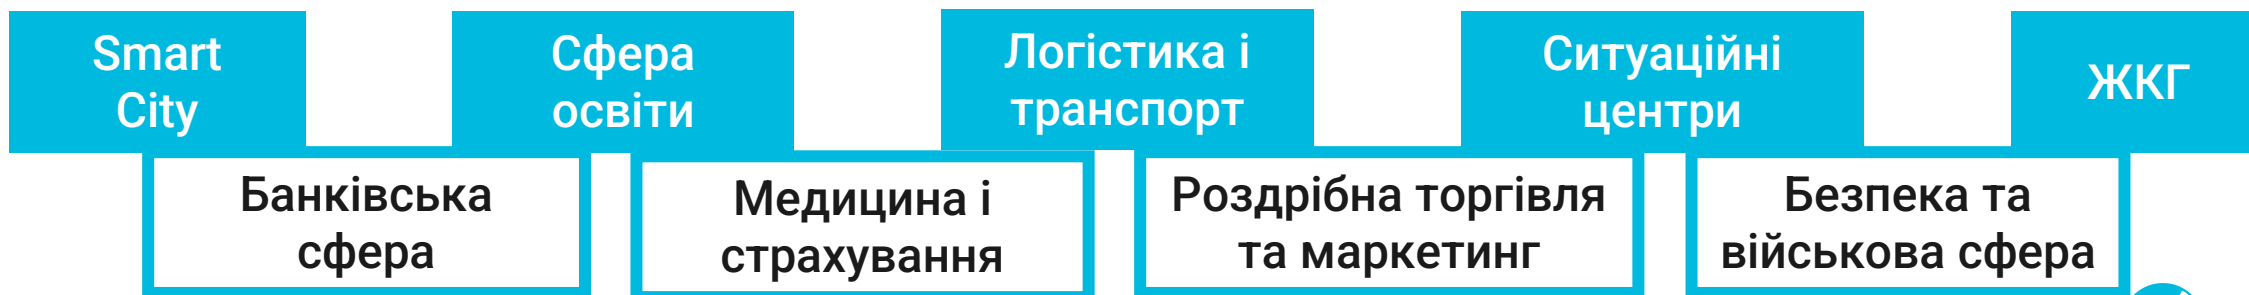 Smart
City
Сфера
освіти
Логістика і
транспорт
Ситуаційні
центри
ЖКГ
Банківська
сфера
Медицина і
страхування
Роздрібна торгівля
та маркетинг
Безпека та
військова сфера